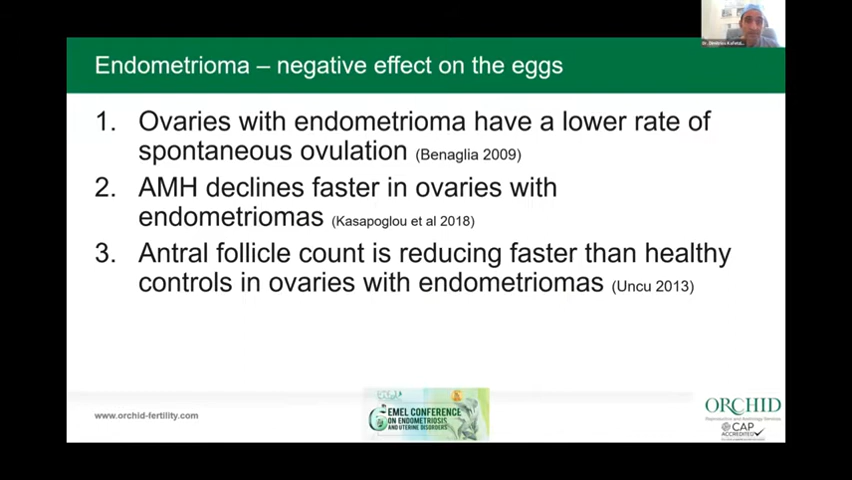 Endometrioma – negative effect on the eggs
1. Ovaries with endometrioma have a lower rate of
spontaneous ovulation (Benaglia 2009)
2. AMH declines faster in ovaries with
endometriomas (Kasapoglou et al 2018)
3. Antral follicle count is reducing faster than healthy
controls in ovaries with endometriomas (Uncu 2013)
www.orchid-fertility.com
EMEL CONFERENCE
ON ENDOMETRIOSIS
AND UTERINE DISORDERS
ORCHID
CAP
ACCREDITED